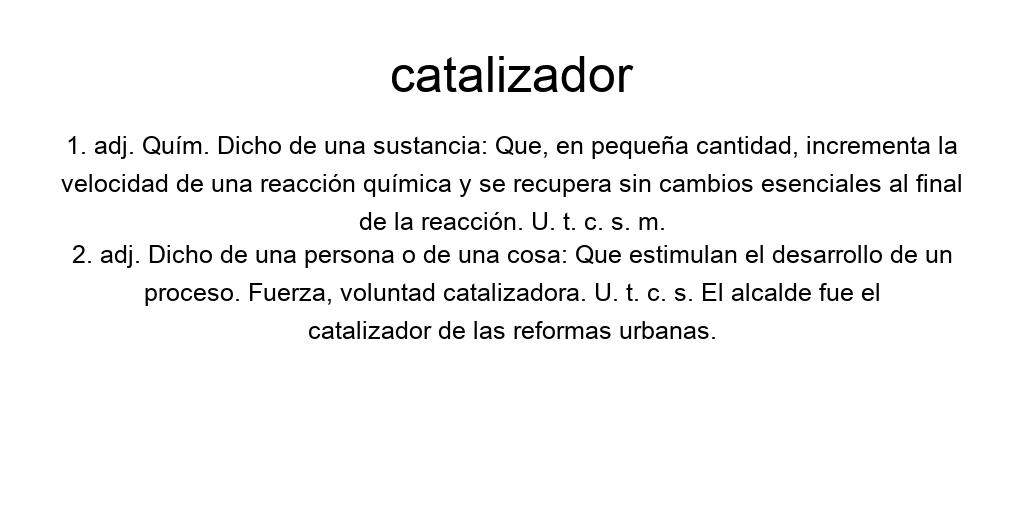 catalizador
1. adj. Quím. Dicho de una sustancia: Que, en pequeña cantidad, incrementa la
velocidad de una reacción química y se recupera sin cambios esenciales al final
de la reacción. U. t. c. s. m.
2. adj. Dicho de una persona o de una cosa: Que estimulan el desarrollo de un
proceso. Fuerza, voluntad catalizadora. U. t. c. s. El alcalde fue el
catalizador de las reformas urbanas.